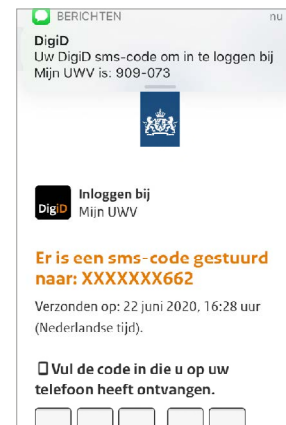 BERICHTEN nu
DigiD
Uw DigiD sms-code om in te loggen bij
Mijn UWV is: 909-073
DigiD
Inloggen bij
Mijn UWV
Er is een sms-code gestuurd
naar: XXXXXXX662
Verzonden op: 22 juni 2020, 16:28 uur
(Nederlandse tijd).
Vul de code in die u op uw
telefoon heeft ontvangen.